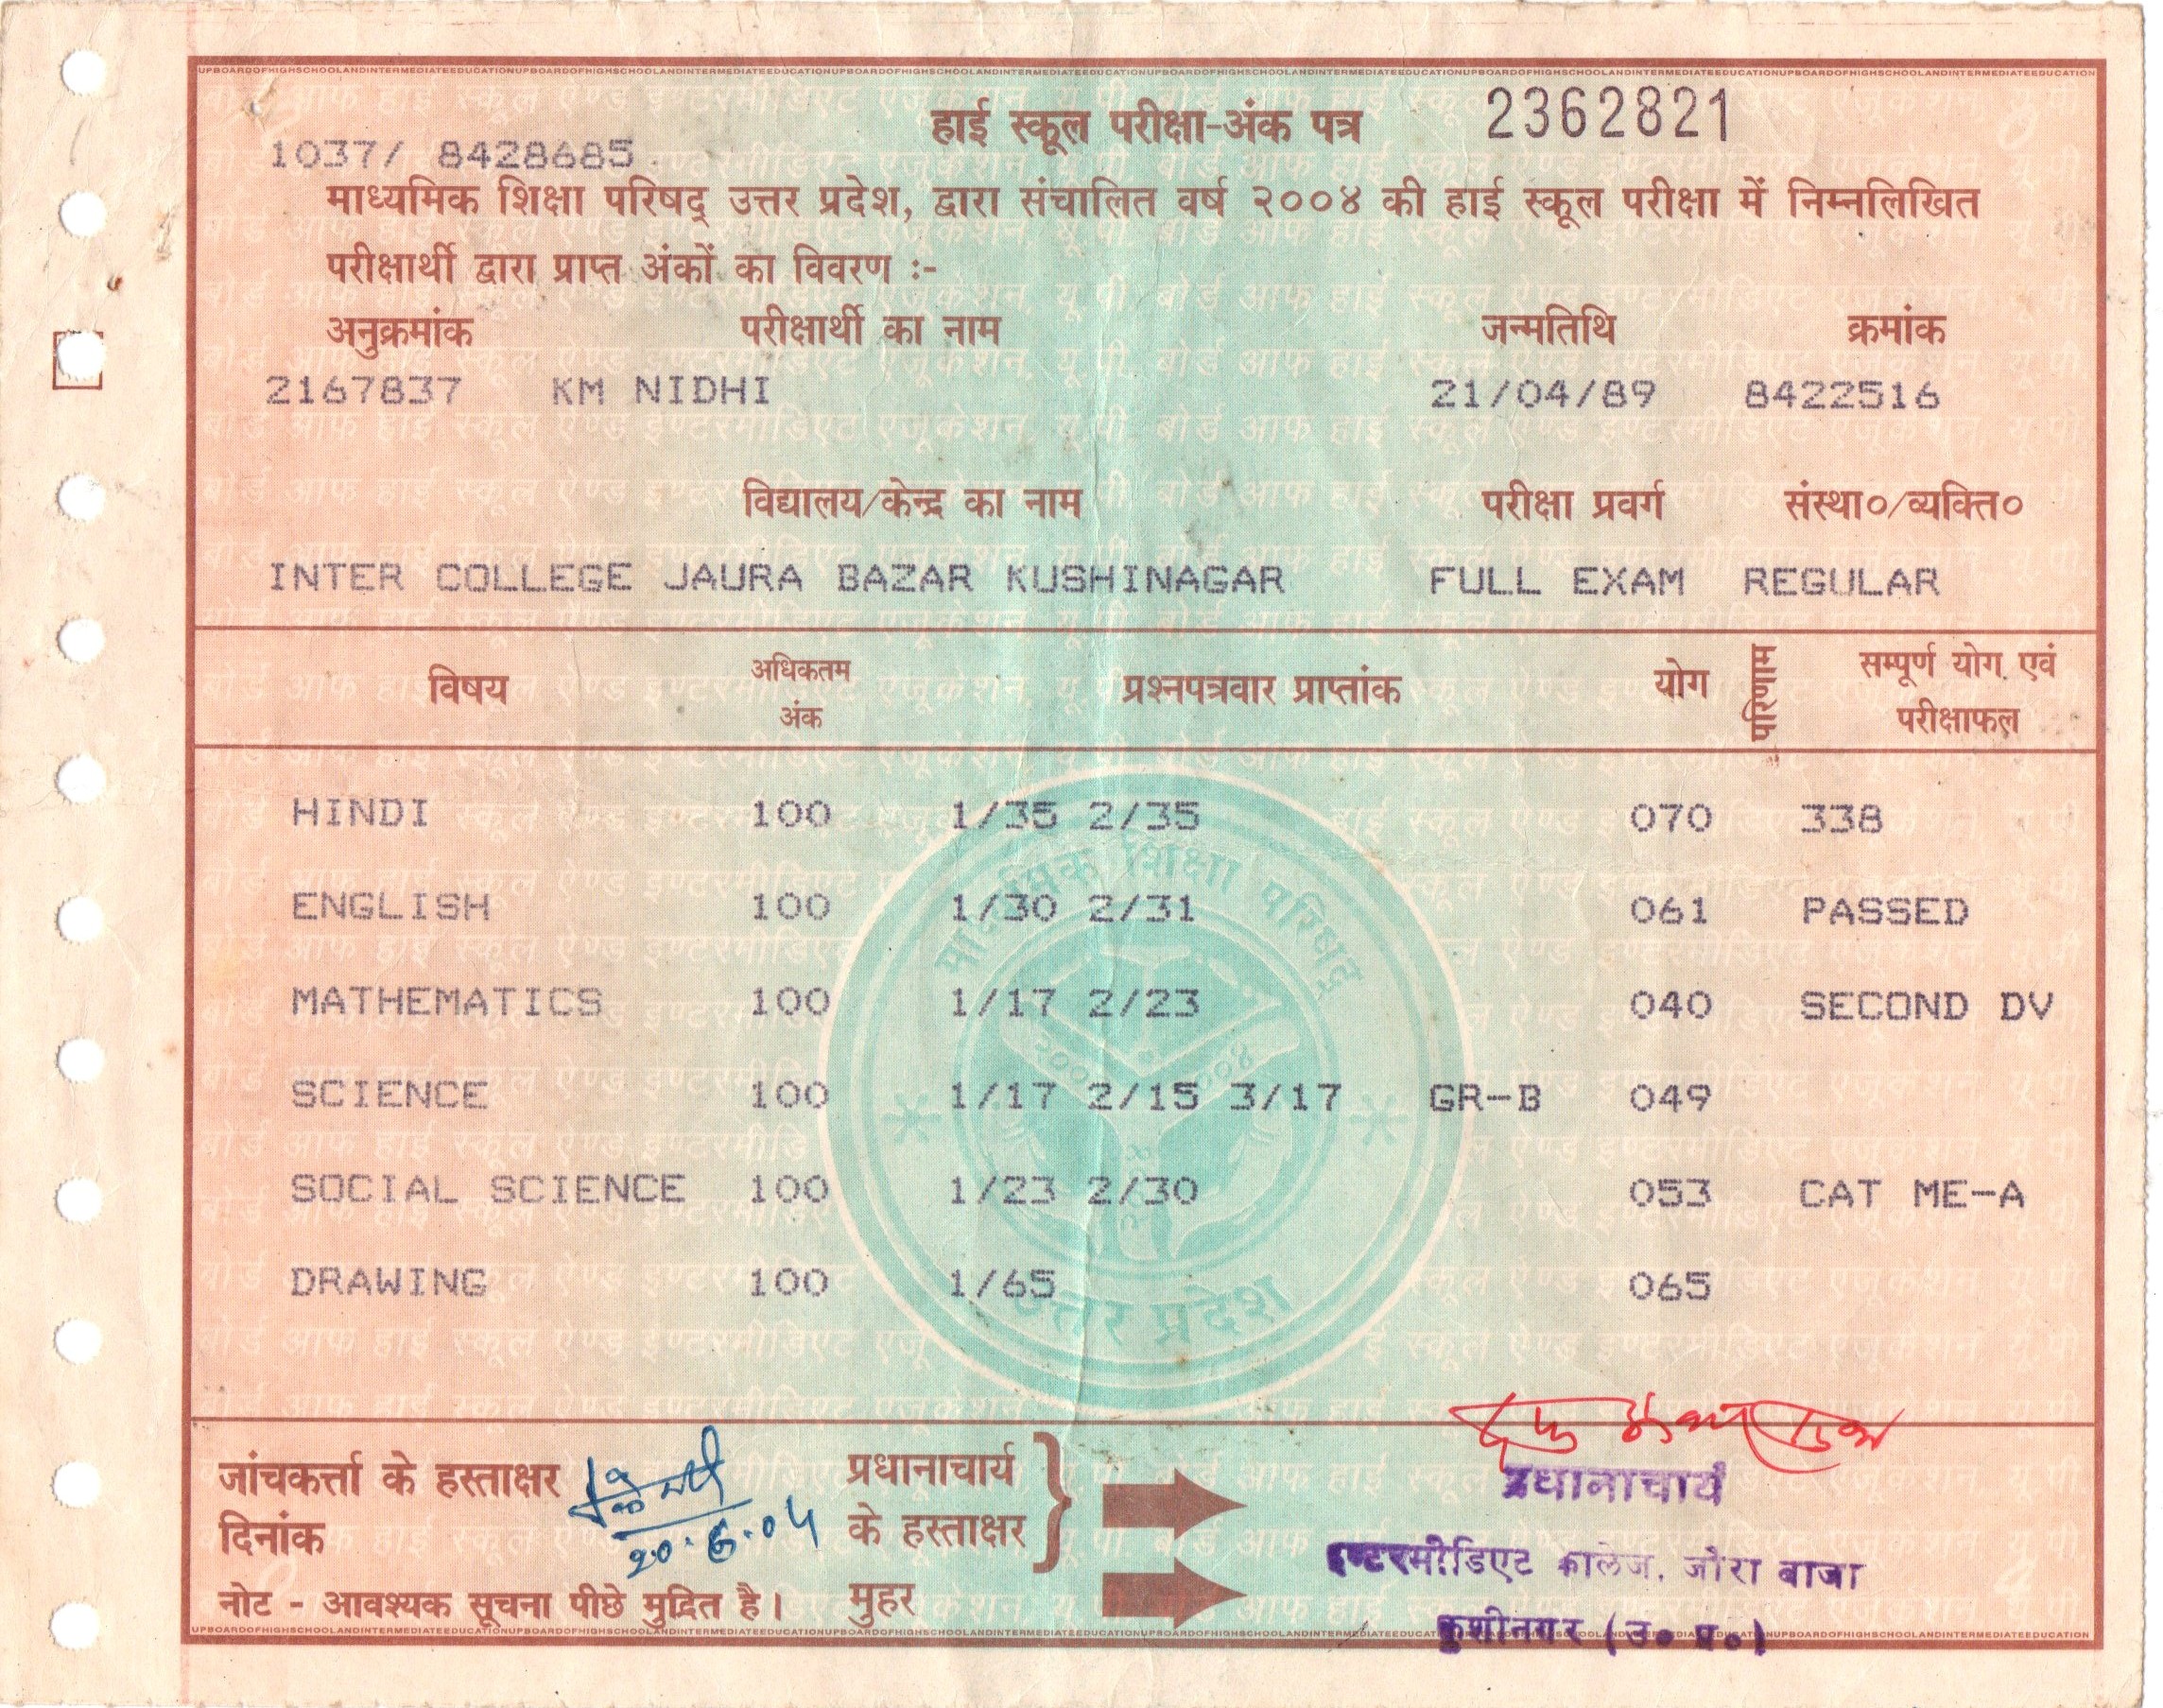 UPBOARDOFHIGHSCHOOLANDINTERMEDIATEEDUCATION
हाई स्कूल परीक्षा-अंक पत्र 2362821
1037/ 8428685
माध्यमिक शिक्षा परिषद् उत्तर प्रदेश, द्वारा संचालित वर्ष २००४ की हाई स्कूल परीक्षा में निम्नलिखित
परीक्षार्थी द्वारा प्राप्त अंकों का विवरण :-
अनुक्रमांक परीक्षार्थी का नाम जन्मतिथि क्रमांक
2167837 KM NIDHI 21/04/89 8422516
विद्यालय/केन्द्र का नाम परीक्षा प्रवर्ग संस्था०/व्यक्ति०
INTER COLLEGE JAURA BAZAR KUSHINAGAR FULL EXAM REGULAR
विषय अधिकतम अंक प्रश्नपत्रवार प्राप्तांक योग परिणाम सम्पूर्ण योग एवं परीक्षाफल
HINDI 100 1/35 2/35 070 338
ENGLISH 100 1/30 2/31 061 PASSED
MATHEMATICS 100 1/17 2/23 040 SECOND DV
SCIENCE 100 1/17 2/15 3/17 GR-B 049
SOCIAL SCIENCE 100 1/23 2/30 053 CAT ME-A
DRAWING 100 1/65 065
माध्यमिक शिक्षा परिषद्
उत्तर प्रदेश
जांचकर्त्ता के हस्ताक्षर प्रधानाचार्य
प्रधानाचार्य
दिनांक 20.6.04 के हस्ताक्षर
इण्टरमीडिएट कालेज, जौरा बाजा
नोट - आवश्यक सूचना पीछे मुद्रित है। मुहर
कुशीनगर (उ० प्र०)
UPBOARDOFHIGHSCHOOLANDINTERMEDIATEEDUCATION